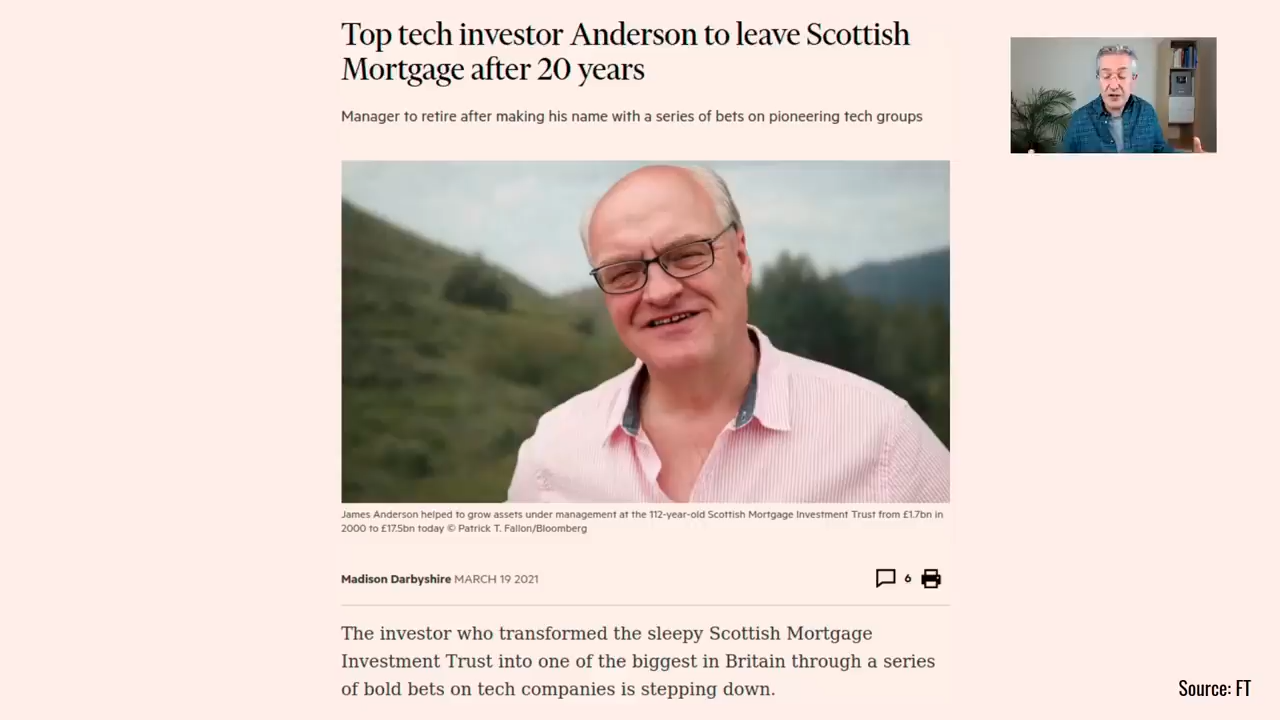 Top tech investor Anderson to leave Scottish
Mortgage after 20 years
Manager to retire after making his name with a series of bets on pioneering tech groups
James Anderson helped to grow assets under management at the 112-year-old Scottish Mortgage Investment Trust from £1.7bn in
2000 to £17.5bn today © Patrick T. Fallon/Bloomberg
Madison Darbyshire MARCH 19 2021
6
The investor who transformed the sleepy Scottish Mortgage
Investment Trust into one of the biggest in Britain through a series
of bold bets on tech companies is stepping down.
Source: FT